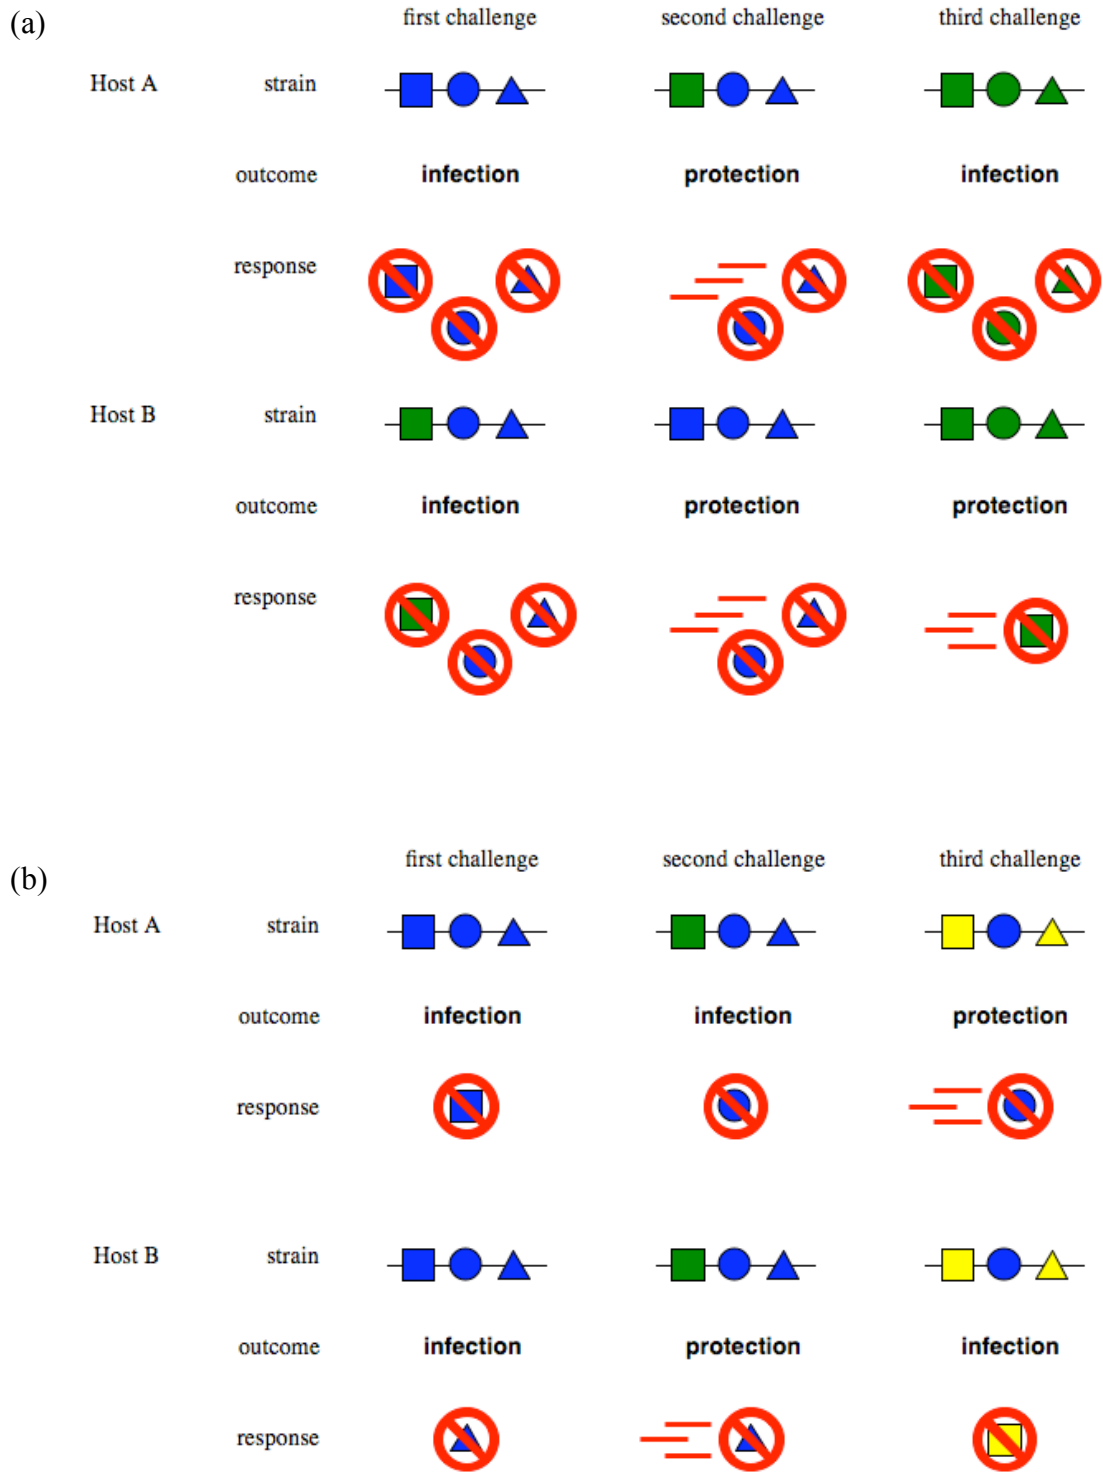 (a)
first challenge second challenge third challenge
Host A strain
outcome infection protection infection
response
Host B strain
outcome infection protection protection
response
(b)
first challenge second challenge third challenge
Host A strain
outcome infection infection protection
response
Host B strain
outcome infection protection infection
response